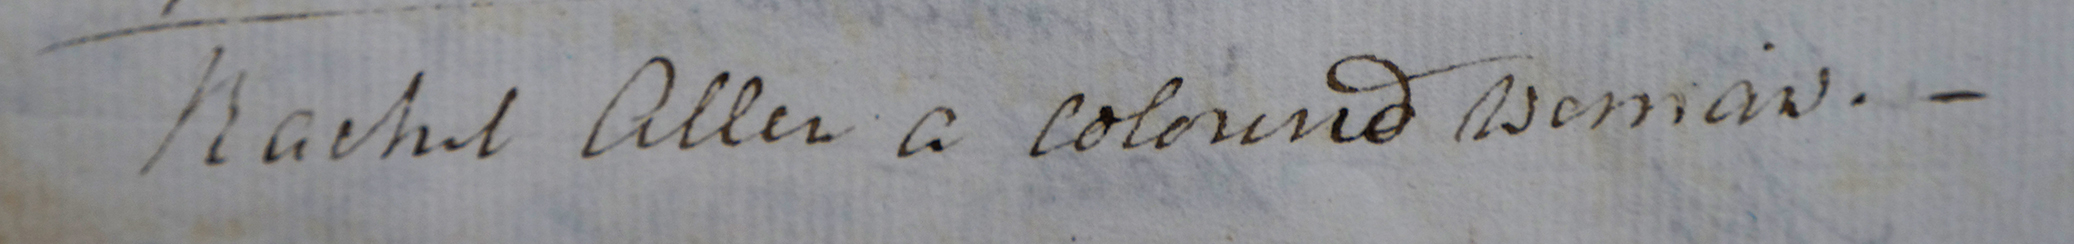 Rachel Allen a coloured woman. —